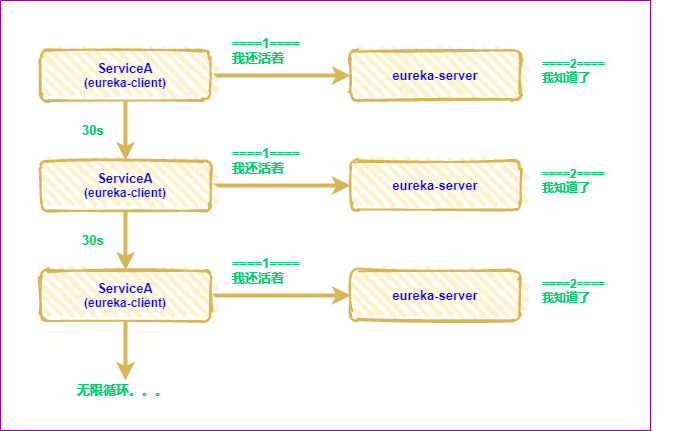 ====1====
我还活着
ServiceA
(eureka-client)
eureka-server
====2====
我知道了
30s
====1====
我还活着
ServiceA
(eureka-client)
eureka-server
====2====
我知道了
30s
====1====
我还活着
ServiceA
(eureka-client)
eureka-server
====2====
我知道了
无限循环。。。